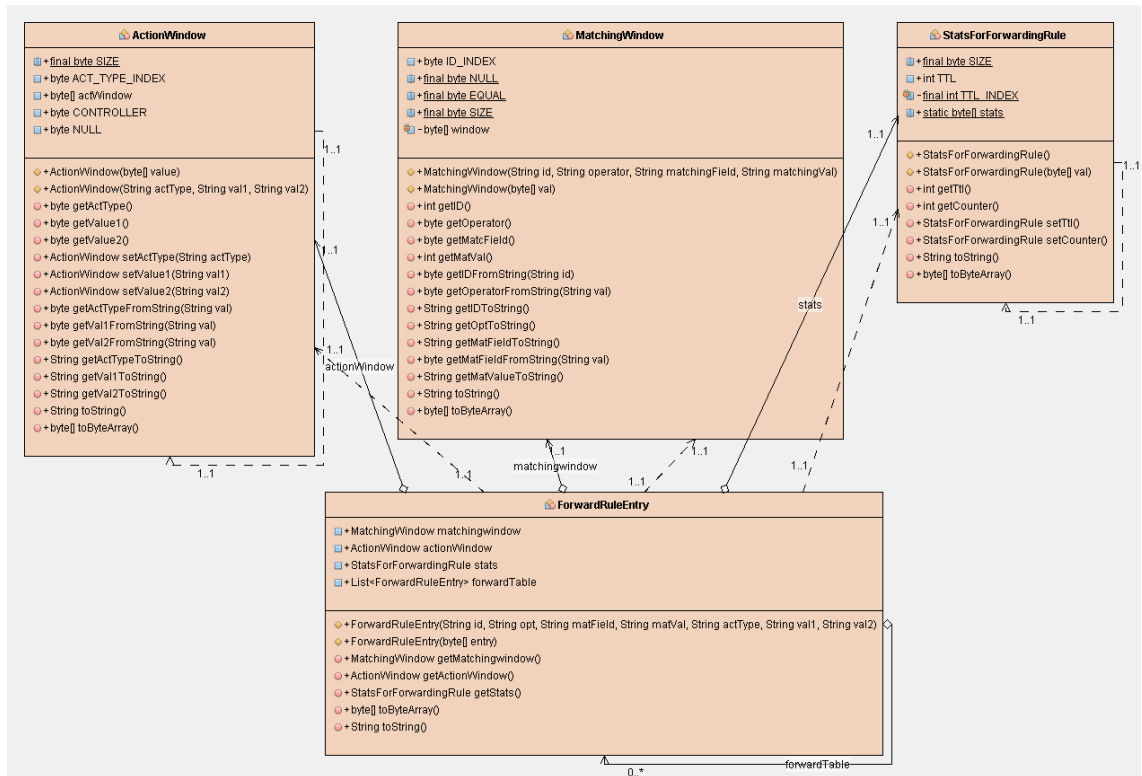 ActionWindow
+final byte SIZE
+byte ACT_TYPE_INDEX
+byte[] actWindow
+byte CONTROLLER
+byte NULL
+ActionWindow(byte[] value)
+ActionWindow(String actType, String val1, String val2)
+byte getActType()
+byte getValue1()
+byte getValue2()
+ActionWindow setActType(String actType)
+ActionWindow setValue1(String val1)
+ActionWindow setValue2(String val2)
+byte getActTypeFromString(String val)
+byte getVal1FromString(String val)
+byte getVal2FromString(String val)
+String getActTypeToString()
+String getVal1ToString()
+String getVal2ToString()
+String toString()
+byte[] toByteArray()
MatchingWindow
+byte ID_INDEX
+final byte NULL
+final byte EQUAL
+final byte SIZE
-byte[] window
+MatchingWindow(String id, String operator, String matchingField, String matchingVal)
+MatchingWindow(byte[] val)
+int getID()
+byte getOperator()
+byte getMatcField()
+int getMatVal()
+byte getIDFromString(String id)
+byte getOperatorFromString(String val)
+String getIDToString()
+String getOptToString()
+String getMatFieldToString()
+byte getMatFieldFromString(String val)
+String getMatValueToString()
+String toString()
+byte[] toByteArray()
StatsForForwardingRule
+final byte SIZE
+int TTL
-final int TTL_INDEX
+static byte[] stats
+StatsForForwardingRule()
+StatsForForwardingRule(byte[] val)
+int getTtl()
+int getCounter()
+StatsForForwardingRule setTtl()
+StatsForForwardingRule setCounter()
+String toString()
+byte[] toByteArray()
1..1
1..1
1..1
1..1
1..1
1..1
1..1
stats
1..1
actionWindow
1..1
1..1
1..1
matchingwindow
1..1
1..1
1..1
ForwardRuleEntry
+MatchingWindow matchingwindow
+ActionWindow actionWindow
+StatsForForwardingRule stats
+List<ForwardRuleEntry> forwardTable
+ForwardRuleEntry(String id, String opt, String matField, String matVal, String actType, String val1, String val2)
+ForwardRuleEntry(byte[] entry)
+MatchingWindow getMatchingwindow()
+ActionWindow getActionWindow()
+StatsForForwardingRule getStats()
+byte[] toByteArray()
+String toString()
forwardTable
0..*